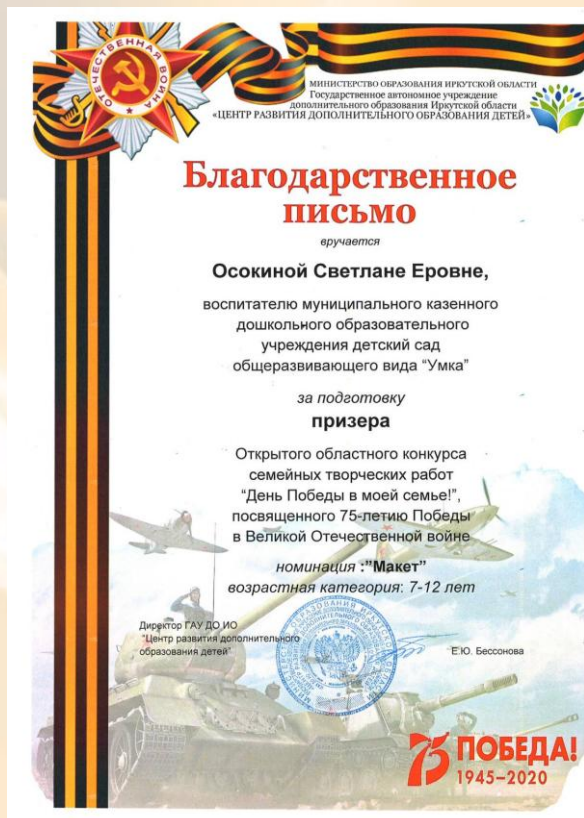 ОТЕЧЕСТВЕННАЯ ВОЙНА
МИНИСТЕРСТВО ОБРАЗОВАНИЯ ИРКУТСКОЙ ОБЛАСТИ
Государственное автономное учреждение
дополнительного образования Иркутской области
«ЦЕНТР РАЗВИТИЯ ДОПОЛНИТЕЛЬНОГО ОБРАЗОВАНИЯ ДЕТЕЙ»
Благодарственное
письмо
вручается
Осокиной Светлане Еровне,
воспитателю муниципального казенного
дошкольного образовательного
учреждения детский сад
общеразвивающего вида “Умка”
за подготовку
призера
Открытого областного конкурса
семейных творческих работ
“День Победы в моей семье!”,
посвященного 75-летию Победы
в Великой Отечественной войне
номинация :”Макет”
возрастная категория: 7-12 лет
Директор ГАУ ДО ИО
“Центр развития дополнительного
образования детей”
Е.Ю. Бессонова
75 ПОБЕДА!
1945–2020